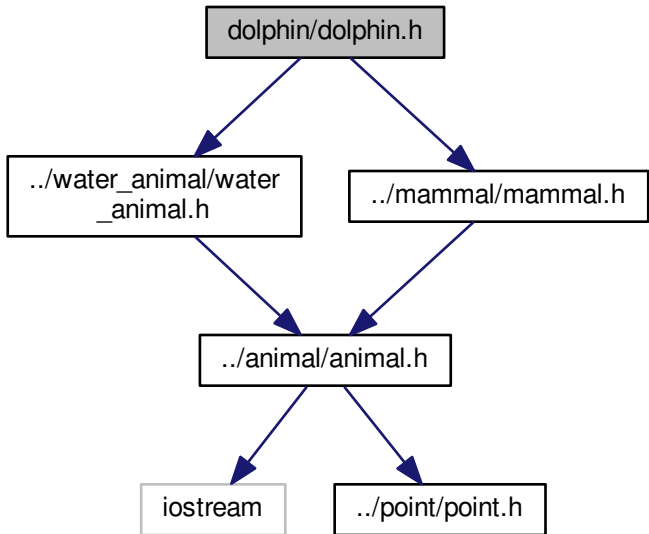 dolphin/dolphin.h
../water_animal/water
_animal.h
../mammal/mammal.h
../animal/animal.h
iostream
../point/point.h